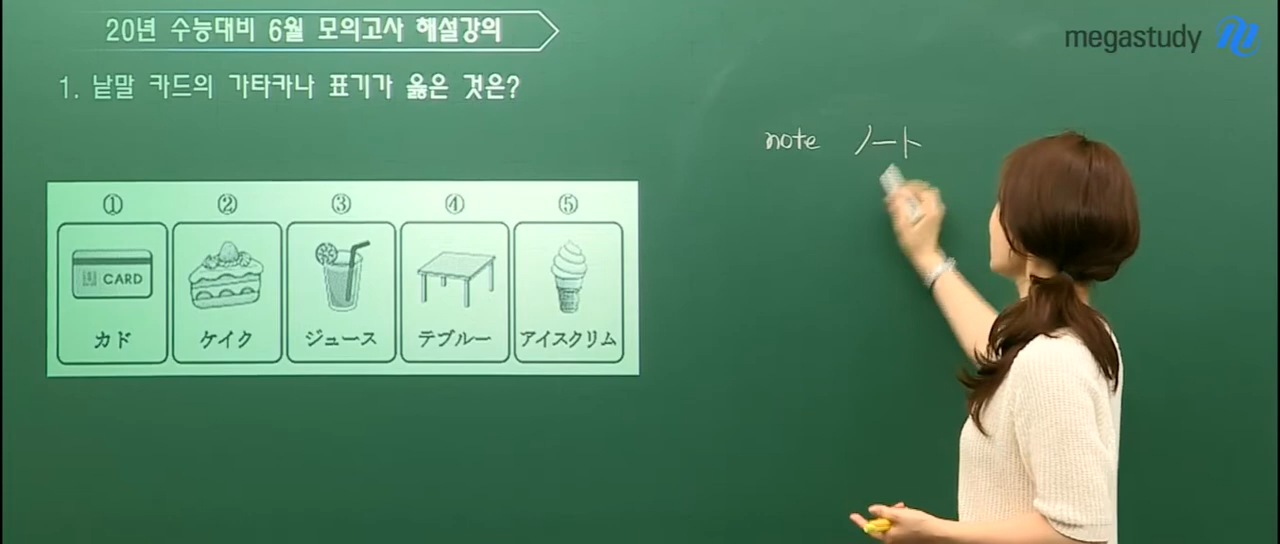 20년 수능대비 6월 모의고사 해설강의
megastudy
1. 낱말 카드의 가타카나 표기가 옳은 것은?
note ノート
① ② ③ ④ ⑤
CARD
カド ケイク ジュース テブルー アイスクリム